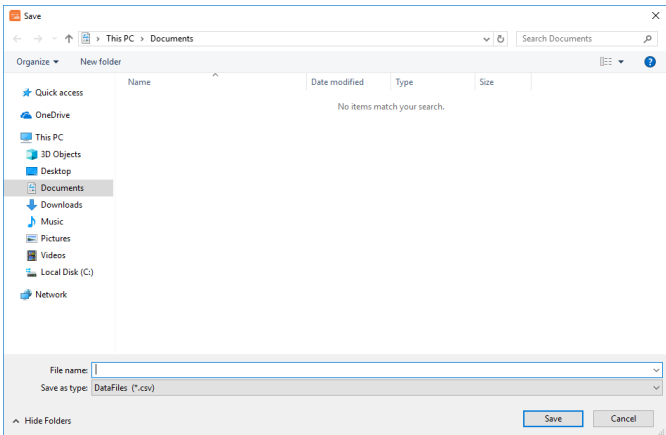 Save
This PC › Documents
Search Documents
Organize
New folder
Name
Date modified
Type
Size
No items match your search.
Quick access
OneDrive
This PC
3D Objects
Desktop
Documents
Downloads
Music
Pictures
Videos
Local Disk (C:)
Network
File name:
Save as type: DataFiles (*.csv)
Hide Folders
Save
Cancel